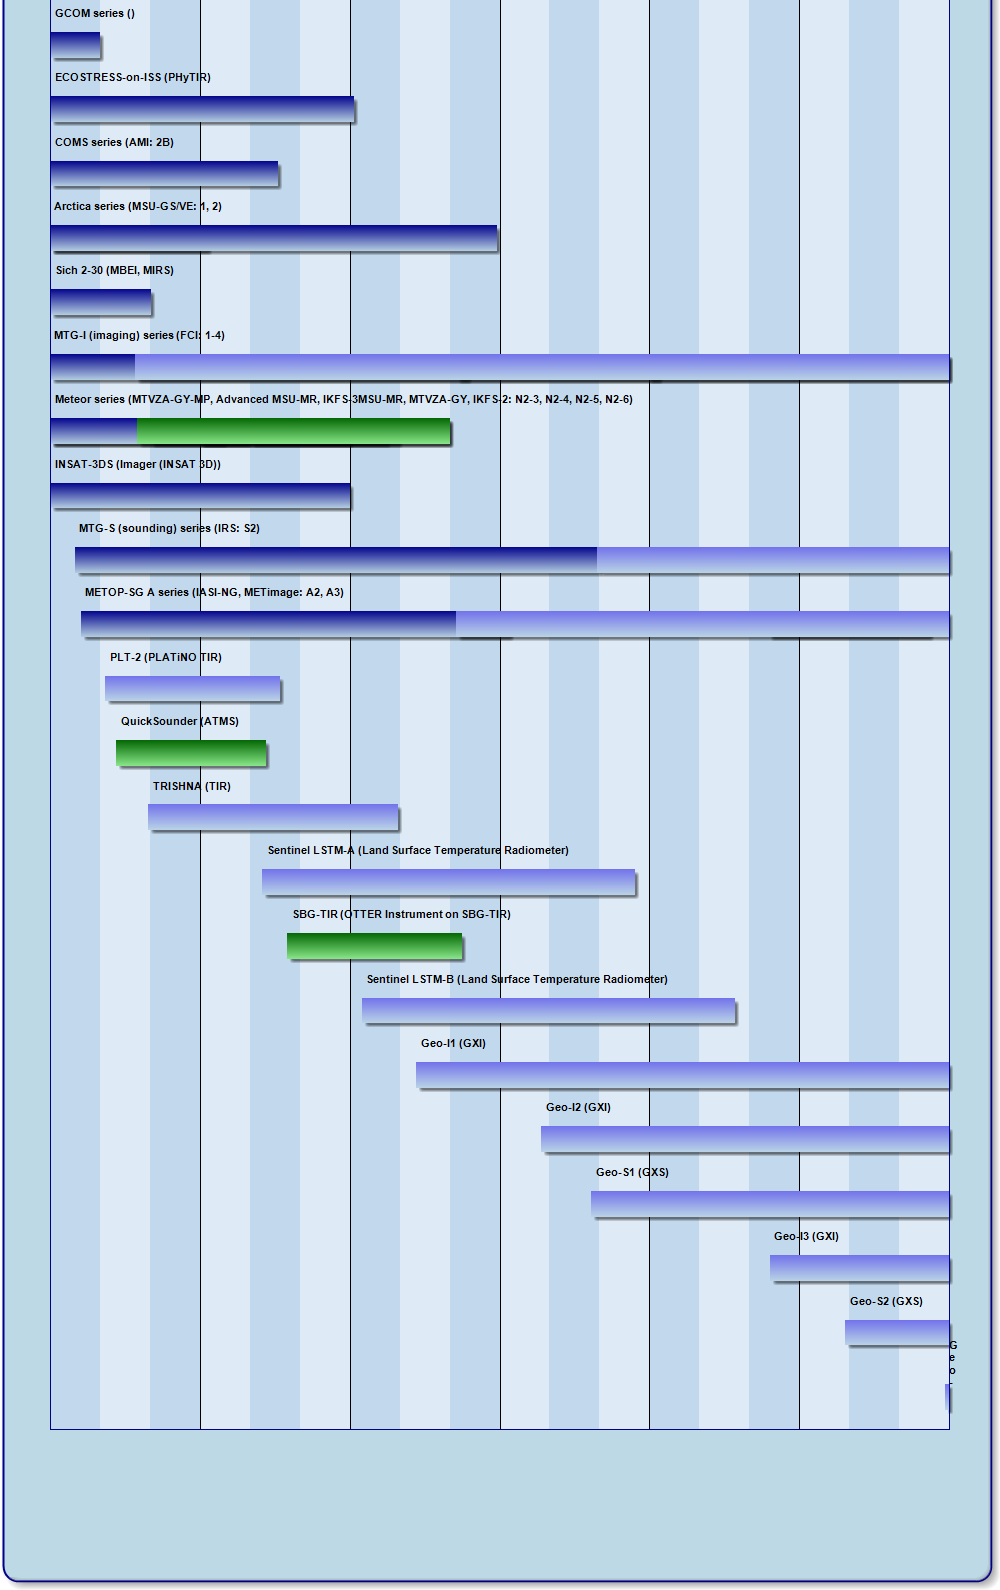 GCOM series ()
ECOSTRESS-on-ISS (PHyTIR)
COMS series (AMI: 2B)
Arctica series (MSU-GS/VE: 1, 2)
Sich 2-30 (MBEI, MIRS)
MTG-I (imaging) series (FCI: 1-4)
Meteor series (MTVZA-GY-MP, Advanced MSU-MR, IKFS-3MSU-MR, MTVZA-GY, IKFS-2: N2-3, N2-4, N2-5, N2-6)
INSAT-3DS (Imager (INSAT 3D))
MTG-S (sounding) series (IRS: S2)
METOP-SG A series (IASI-NG, METimage: A2, A3)
PLT-2 (PLATiNO TIR)
QuickSounder (ATMS)
TRISHNA (TIR)
Sentinel LSTM-A (Land Surface Temperature Radiometer)
SBG-TIR (OTTER Instrument on SBG-TIR)
Sentinel LSTM-B (Land Surface Temperature Radiometer)
Geo-I1 (GXI)
Geo-I2 (GXI)
Geo-S1 (GXS)
Geo-I3 (GXI)
Geo-S2 (GXS)
G
e
o
-